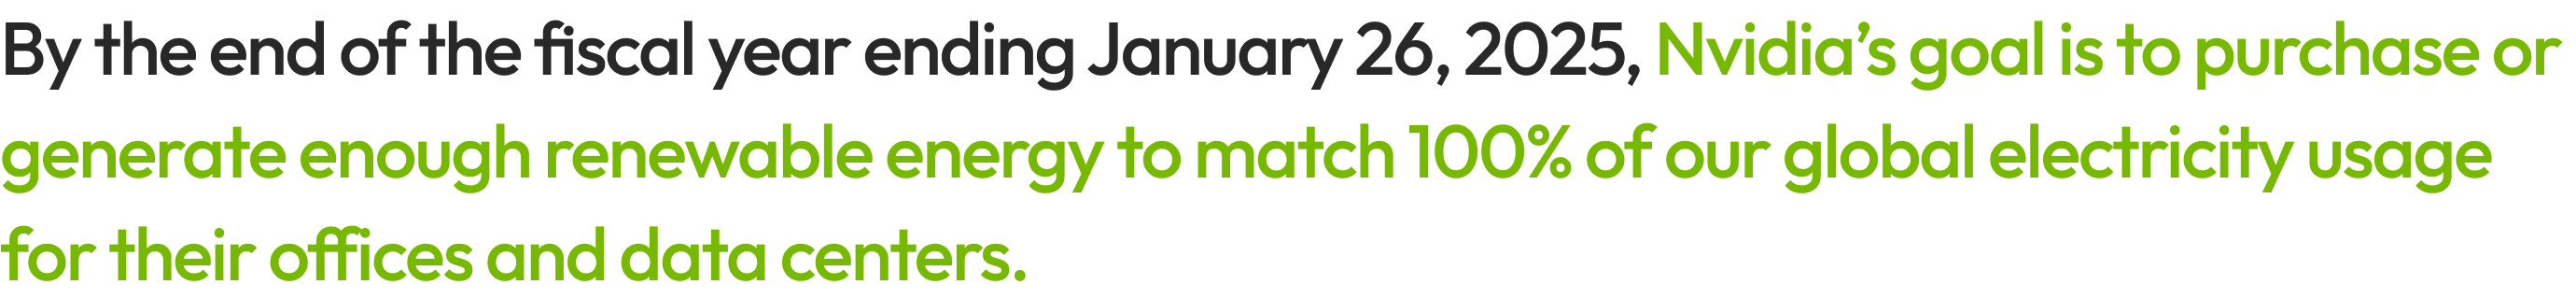 By the end of the fiscal year ending January 26, 2025, Nvidia’s goal is to purchase or
generate enough renewable energy to match 100% of our global electricity usage
for their offices and data centers.